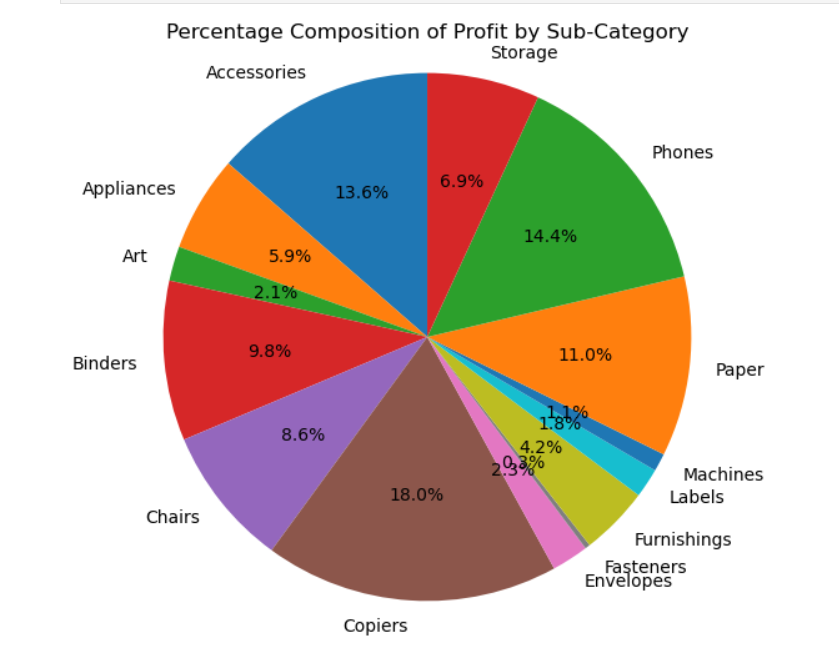 Percentage Composition of Profit by Sub-Category
Storage
Accessories
Phones
6.9%
13.6%
Appliances
14.4%
Art
5.9%
2.1%
9.8%
11.0%
Binders
Paper
1.1%
1.8%
8.6%
4.2%
0.3%
2.3%
Machines
18.0%
Labels
Chairs
Furnishings
Fasteners
Envelopes
Copiers